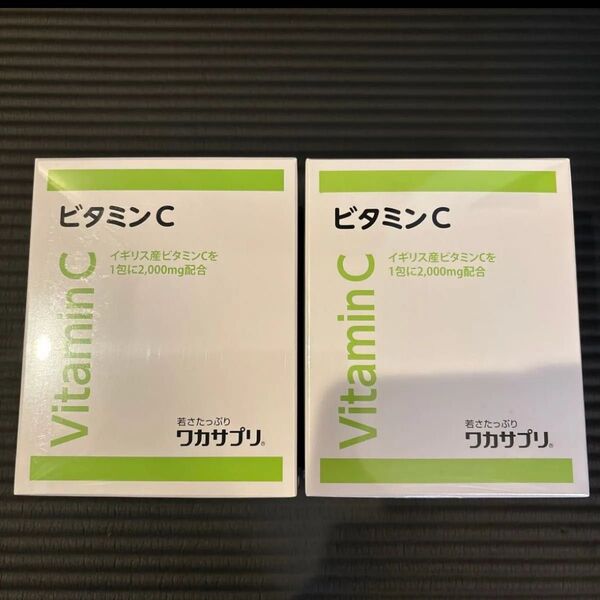 ビタミンC
Vitamin C
イギリス産ビタミンCを
1包に2,000mg配合
若さたっぷり
ワカサプリ®
ビタミンC
Vitamin C
イギリス産ビタミンCを
1包に2,000mg配合
若さたっぷり
ワカサプリ®